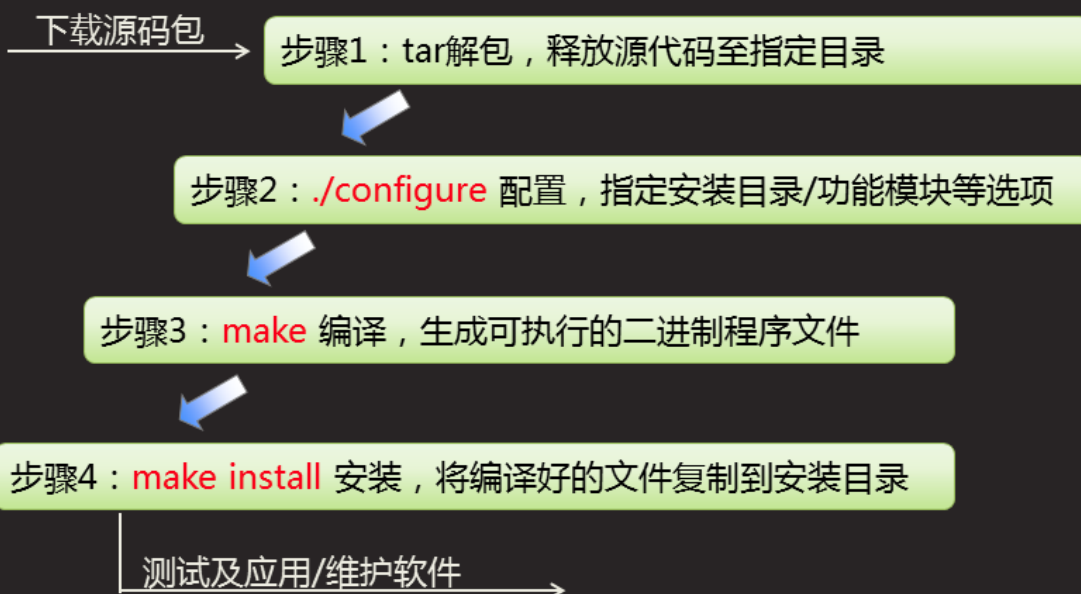 下载源码包
步骤1：tar解包，释放源代码至指定目录
步骤2：./configure 配置，指定安装目录/功能模块等选项
步骤3：make 编译，生成可执行的二进制程序文件
步骤4：make install 安装，将编译好的文件复制到安装目录
测试及应用/维护软件